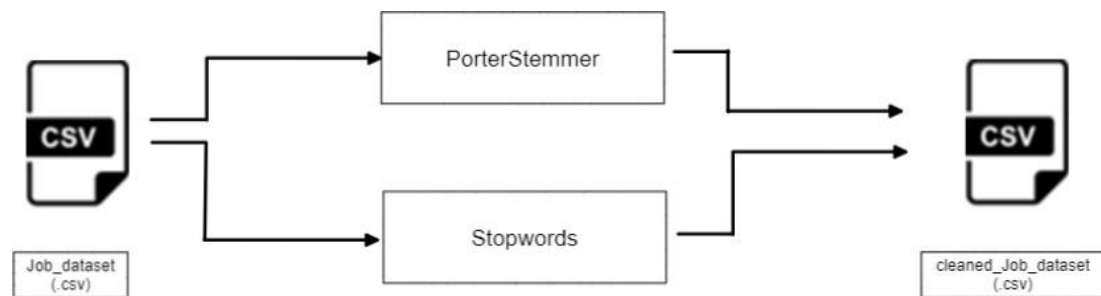 PorterStemmer
CSV
CSV
Stopwords
Job_dataset
(.csv)
cleaned_Job_dataset
(.csv)